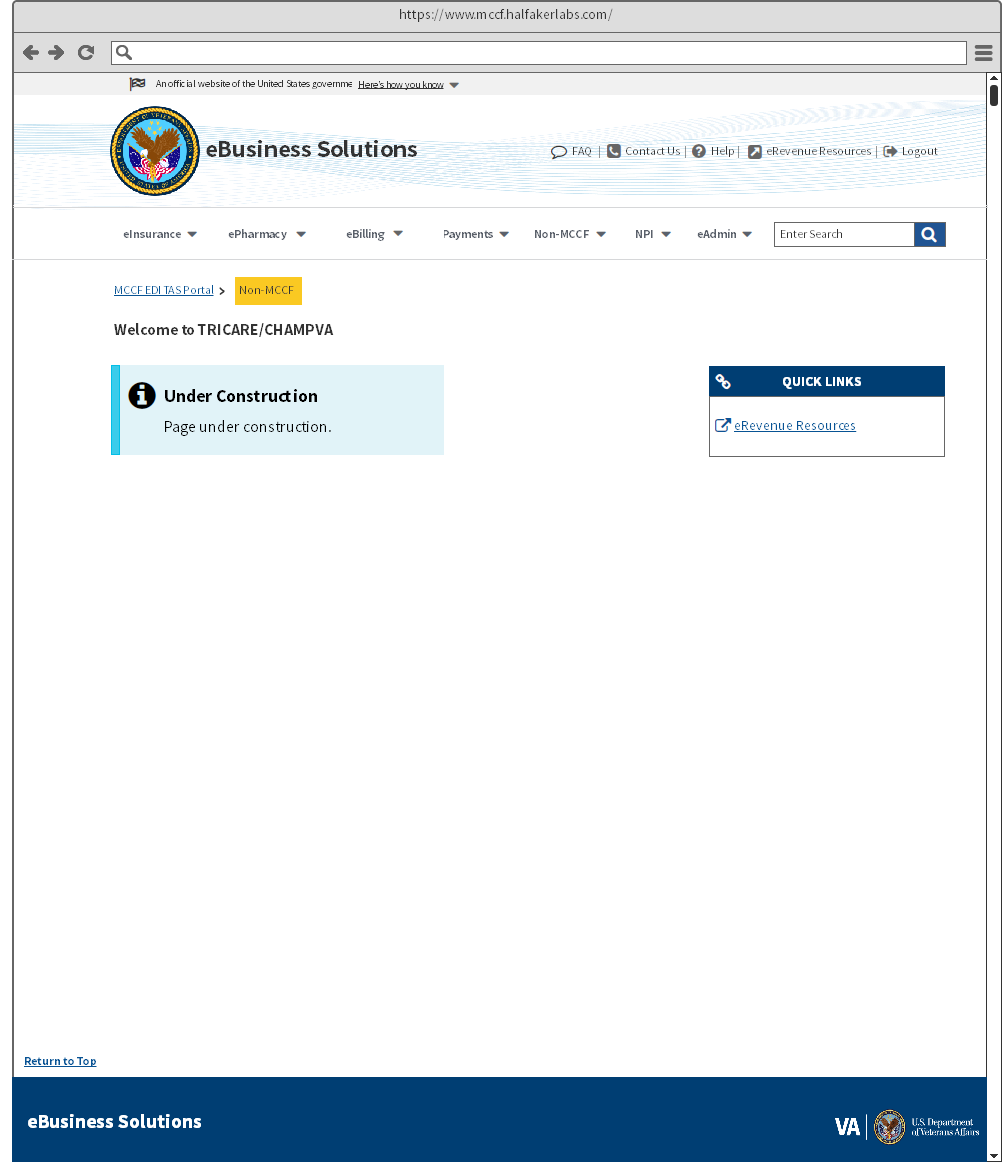 https://www.mccf.halfakerlabs.com/
An official website of the United States governme Here's how you know
eBusiness Solutions
FAQ | Contact Us | Help | eRevenue Resources | Logout
eInsurance ePharmacy eBilling Payments Non-MCCF NPI eAdmin Enter Search
MCCF EDI TAS Portal > Non-MCCF
Welcome to TRICARE/CHAMPVA
Under Construction
Page under construction.
QUICK LINKS
eRevenue Resources
Return to Top
eBusiness Solutions
VA | U.S. Department
of Veterans Affairs